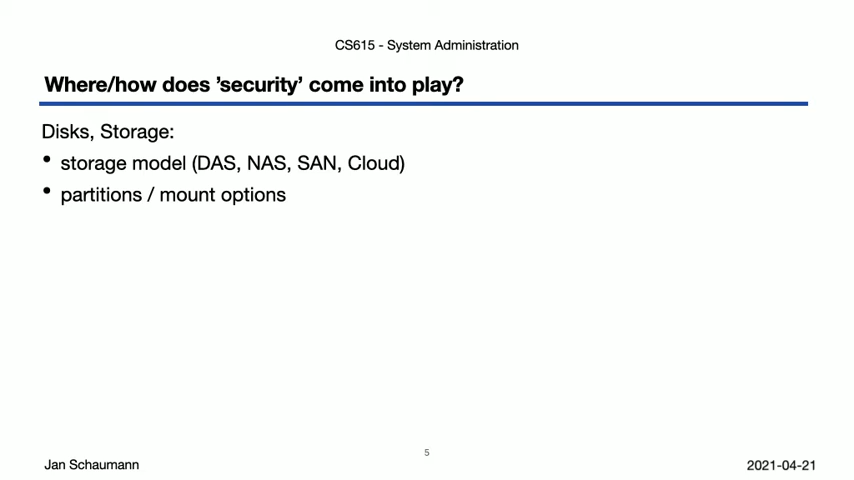 CS615 - System Administration
Where/how does ’security’ come into play?
Disks, Storage:
• storage model (DAS, NAS, SAN, Cloud)
• partitions / mount options
5
Jan Schaumann
2021-04-21